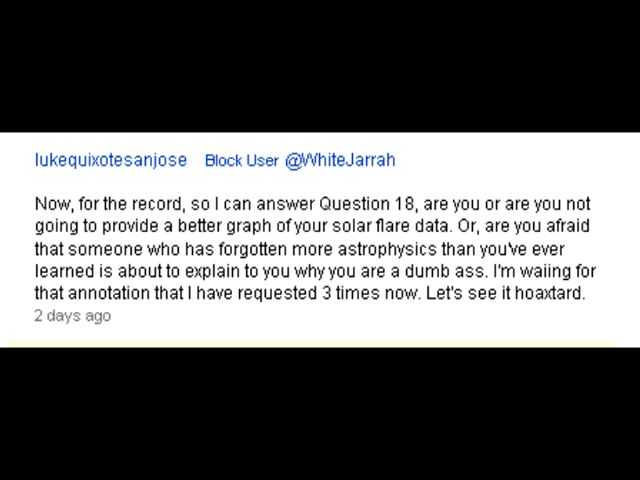 lukequixotesanjose Block User @WhiteJarrah
Now, for the record, so I can answer Question 18, are you or are you not
going to provide a better graph of your solar flare data. Or, are you afraid
that someone who has forgotten more astrophysics than you've ever
learned is about to explain to you why you are a dumb ass. I'm waiing for
that annotation that I have requested 3 times now. Let's see it hoaxtard.
2 days ago